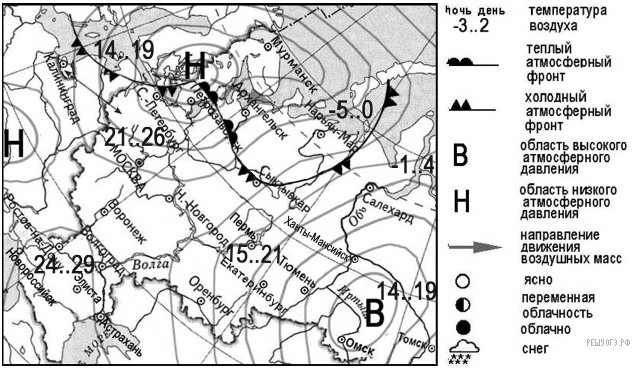 14..19
Н
Мурманск
Калининград
С.-Петербург
Петрозаводск
Архангельск
Нарьян-Мар
-5..0
21..26
Н
МОСКВА
-1..4
Сыктывкар
Салехард
Обь
Ростов-на-Д.
Воронеж
Н.-Новгород
Пермь
Ханты-Мансийск
15..21
24..29
Новороссийск
Волгоград
Волга
Екатеринбург
Тюмень
Элиста
Оренбург
Иртыш
14..19
В
Астрахань
Омск
Томск
ночь день
-3..2
температура
воздуха
теплый
атмосферный
фронт
холодный
атмосферный
фронт
В
область высокого
атмосферного
давления
Н
область низкого
атмосферного
давления
направление
движения
воздушных масс
ясно
переменная
облачность
облачно
снег
РЕШУОГЭ.РФ